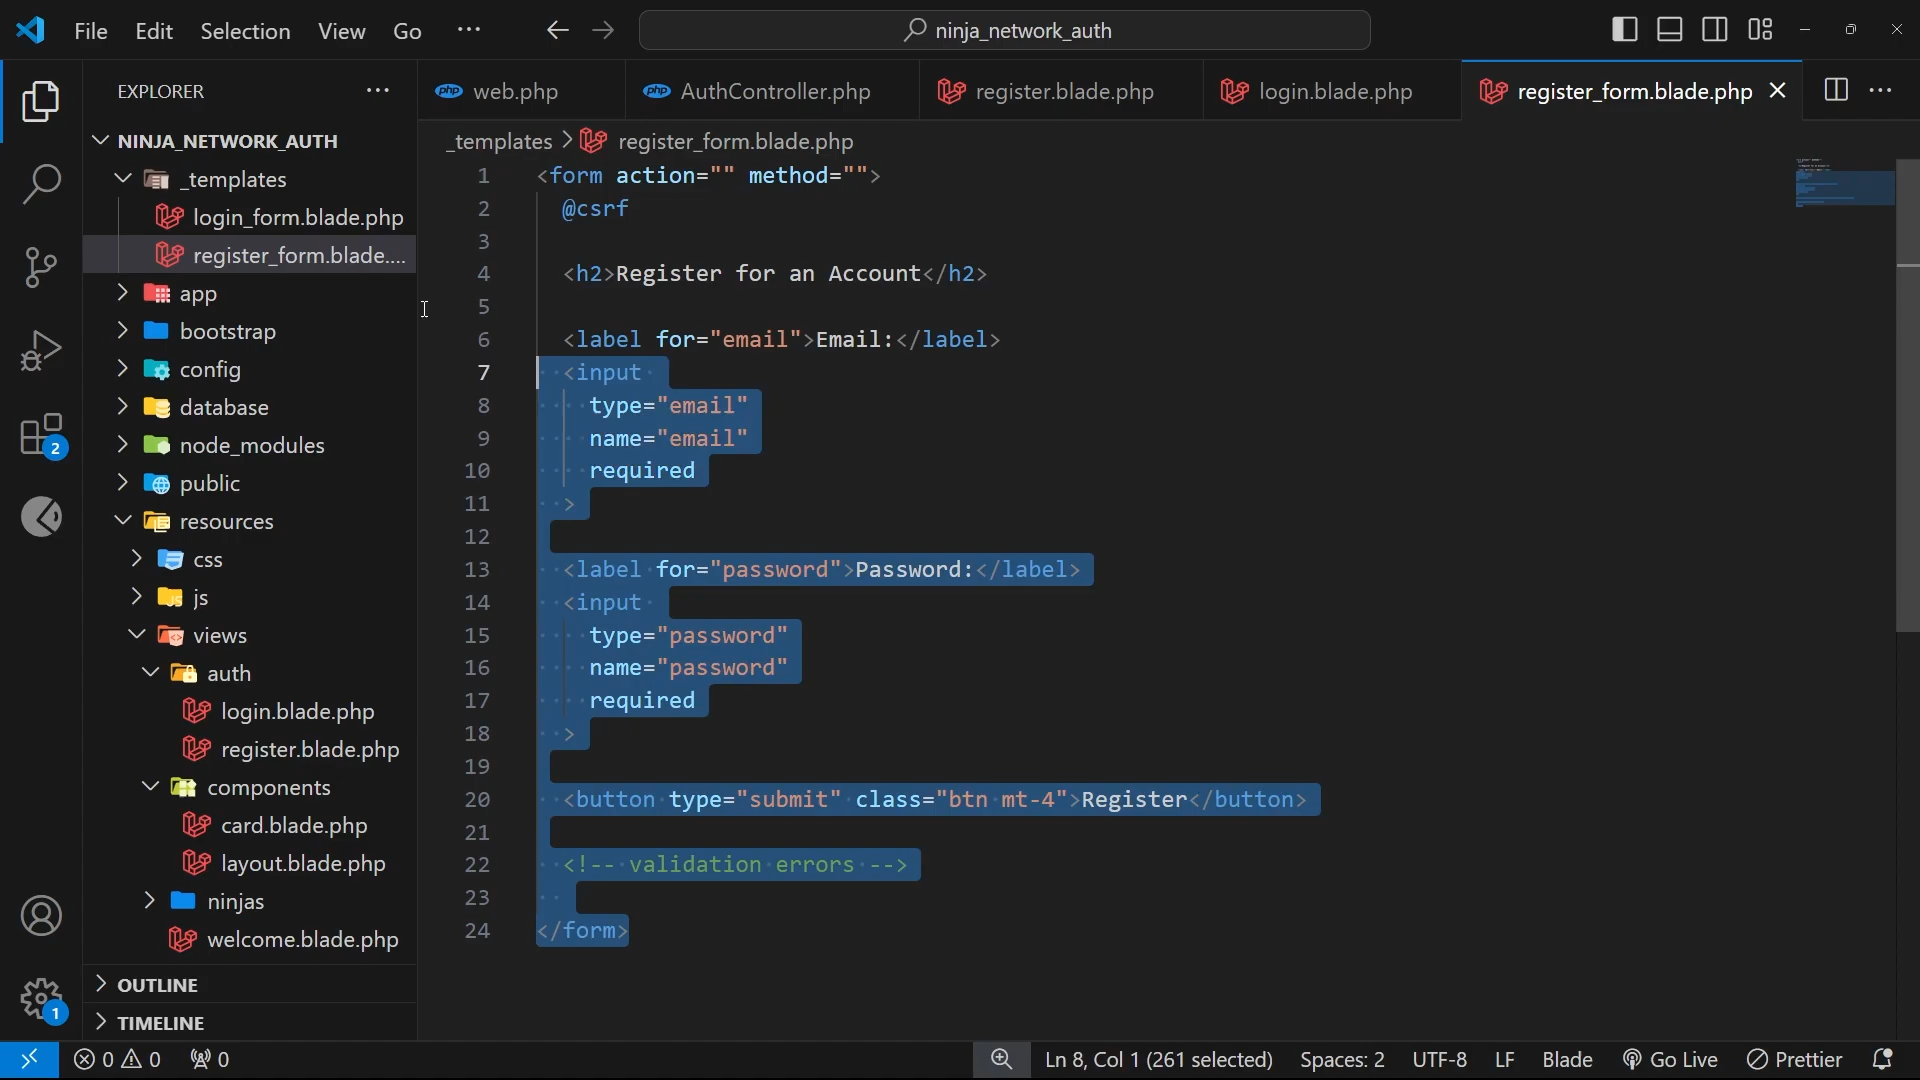 File Edit Selection View Go ···
ninja_network_auth
EXPLORER ···
NINJA_NETWORK_AUTH
_templates
login_form.blade.php
register_form.blade....
app
bootstrap
config
database
node_modules
public
resources
css
js
views
auth
login.blade.php
register.blade.php
components
card.blade.php
layout.blade.php
ninjas
welcome.blade.php
OUTLINE
TIMELINE
2
1
php web.php
php AuthController.php
register.blade.php
login.blade.php
register_form.blade.php
_templates > register_form.blade.php
1 <form action="" method="">
2 @csrf
3
4 <h2>Register for an Account</h2>
5
6 <label for="email">Email:</label>
7 <input
8 type="email"
9 name="email"
10 required
11 >
12
13 <label for="password">Password:</label>
14 <input
15 type="password"
16 name="password"
17 required
18 >
19
20 <button type="submit" class="btn mt-4">Register</button>
21
22 <!-- validation errors -->
23
24 </form>
0 0 0
Ln 8, Col 1 (261 selected) Spaces: 2 UTF-8 LF Blade Go Live Prettier